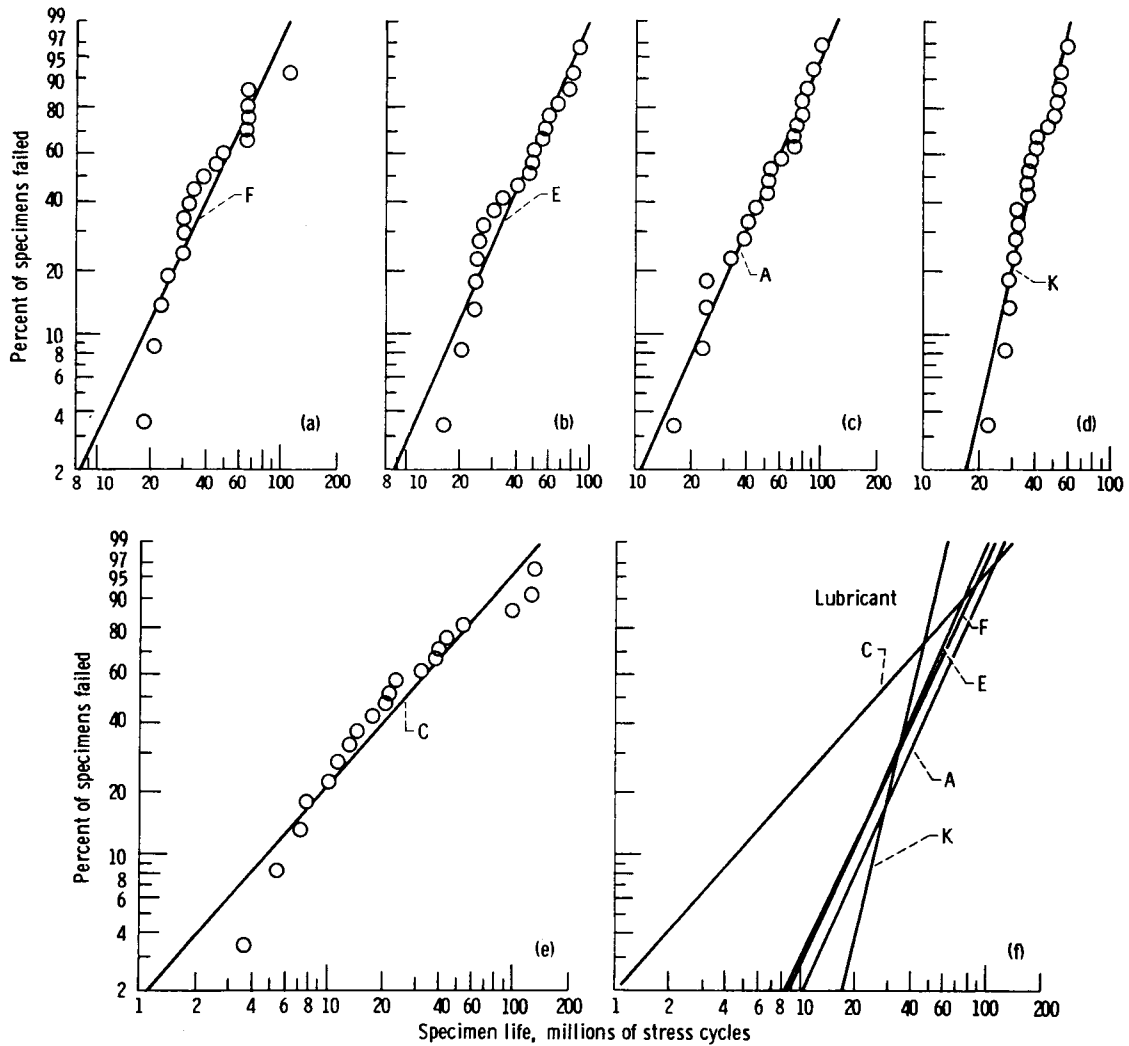 99
97
95
90
80
60
40
20
10
8
6
4
2
Percent of specimens failed
F
(a)
8 10 20 40 60 100 200
E
(b)
8 10 20 40 60 100
A
(c)
10 20 40 60 100 200
K
(d)
10 20 40 60 100
99
97
95
90
80
60
40
20
10
8
6
4
2
Percent of specimens failed
C
(e)
1 2 4 6 10 20 40 60 100 200
Lubricant
C
F
E
A
K
(f)
1 2 4 6 8 10 20 40 60 100 200
Specimen life, millions of stress cycles